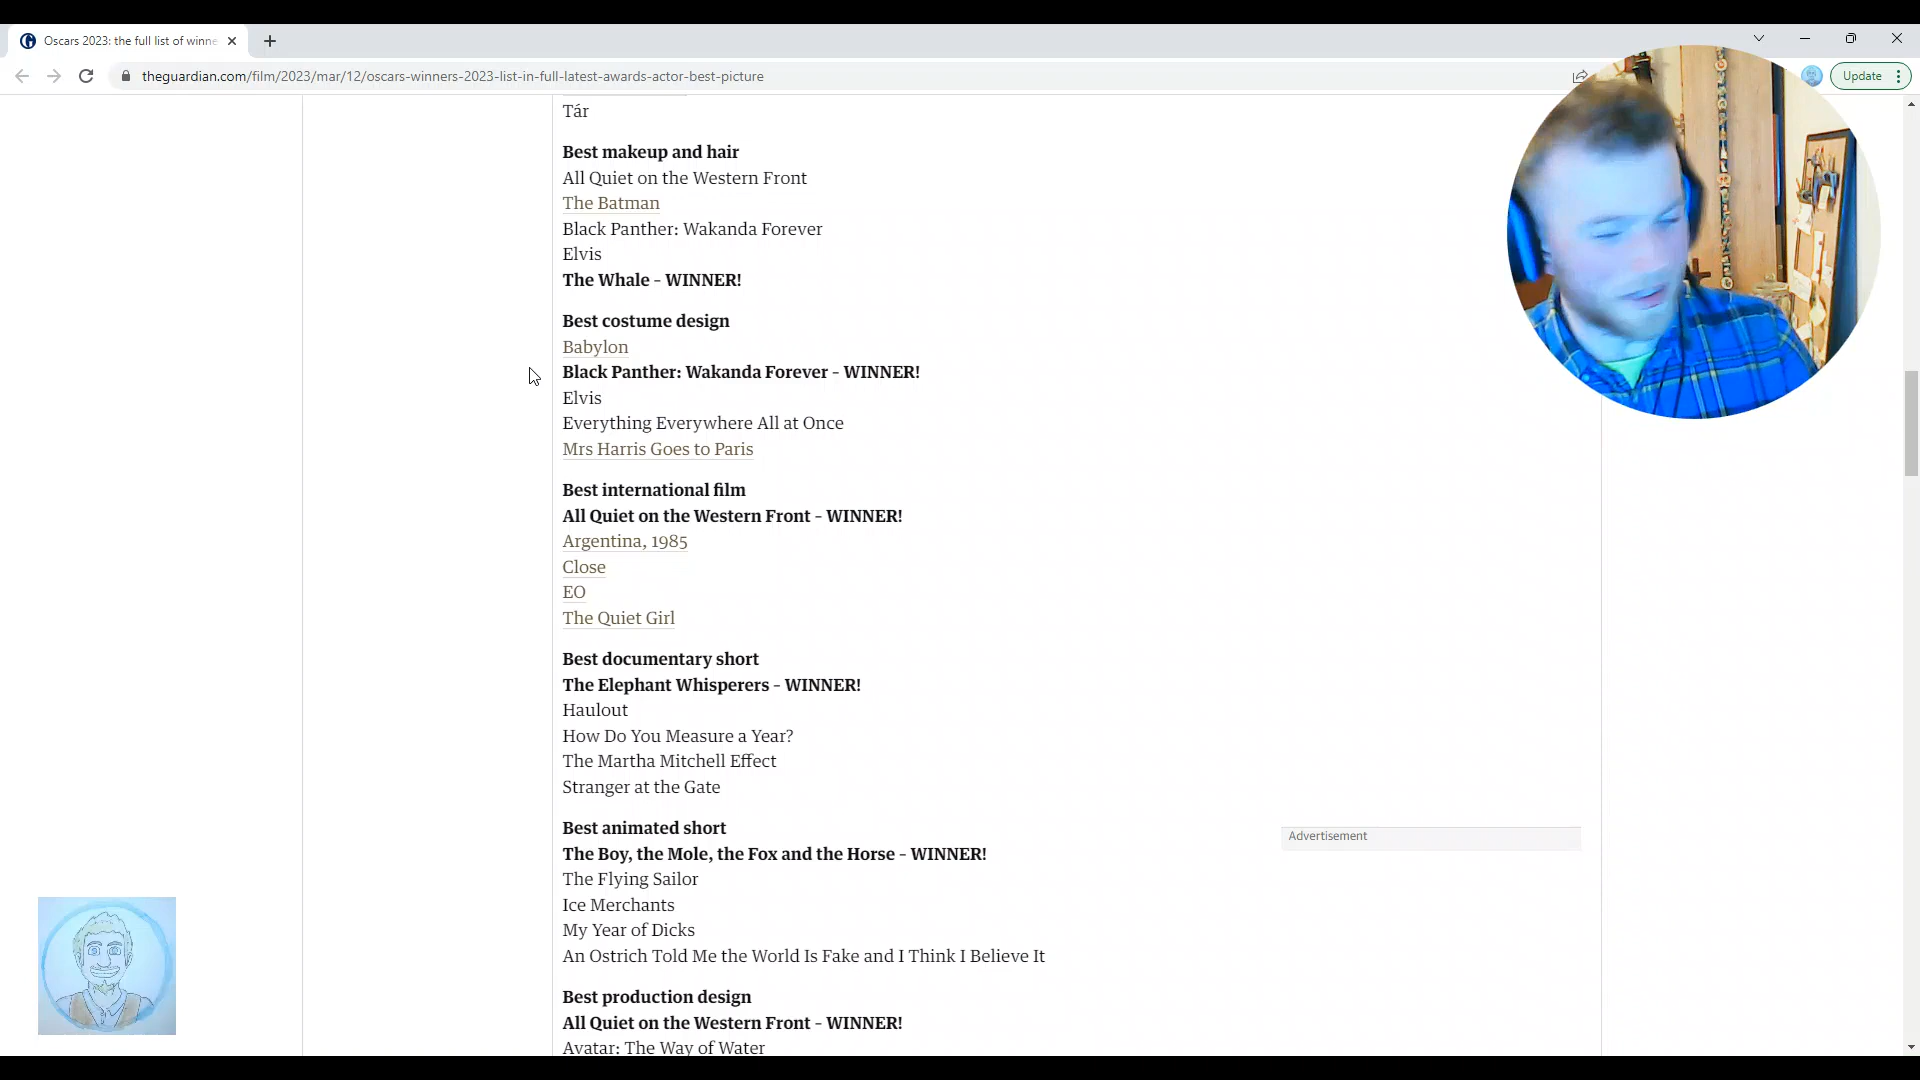 Oscars 2023: the full list of winne
theguardian.com/film/2023/mar/12/oscars-winners-2023-list-in-full-latest-awards-actor-best-picture
Update
Tár
Best makeup and hair
All Quiet on the Western Front
The Batman
Black Panther: Wakanda Forever
Elvis
The Whale – WINNER!
Best costume design
Babylon
Black Panther: Wakanda Forever – WINNER!
Elvis
Everything Everywhere All at Once
Mrs Harris Goes to Paris
Best international film
All Quiet on the Western Front – WINNER!
Argentina, 1985
Close
EO
The Quiet Girl
Best documentary short
The Elephant Whisperers – WINNER!
Haulout
How Do You Measure a Year?
The Martha Mitchell Effect
Stranger at the Gate
Best animated short
The Boy, the Mole, the Fox and the Horse – WINNER!
The Flying Sailor
Ice Merchants
My Year of Dicks
An Ostrich Told Me the World Is Fake and I Think I Believe It
Advertisement
Best production design
All Quiet on the Western Front – WINNER!
Avatar: The Way of Water